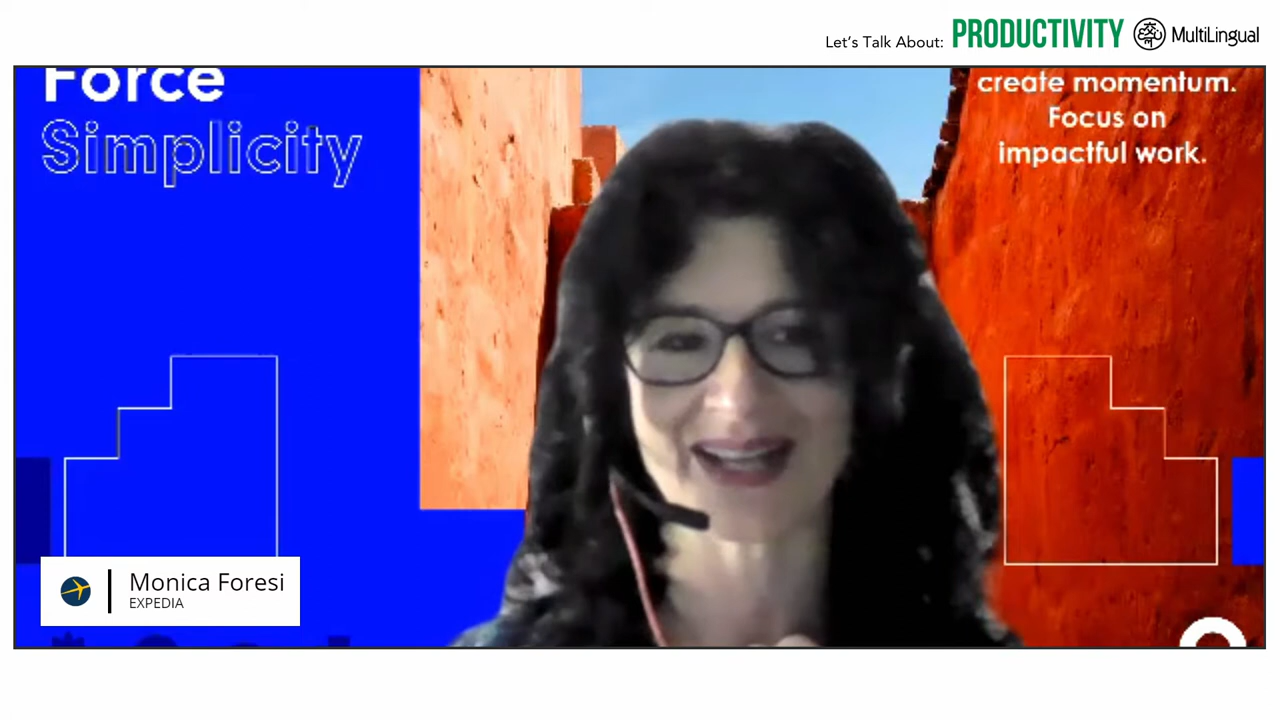 Let's Talk About: PRODUCTIVITY MultiLingual
Force
Simplicity
create momentum.
Focus on
impactful work.
Monica Foresi
EXPEDIA